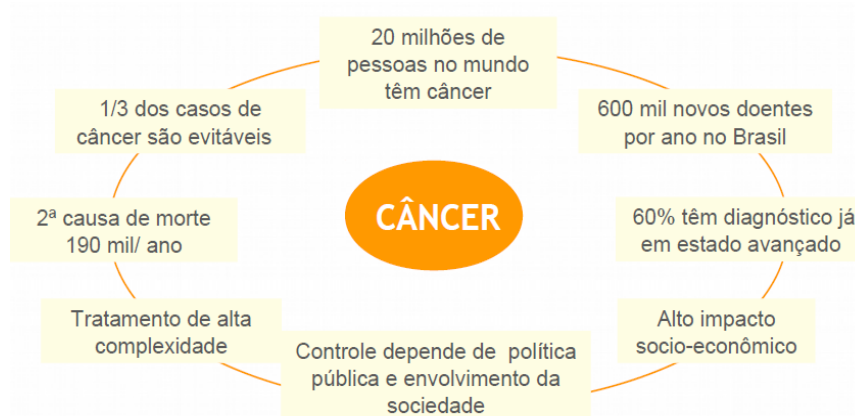 20 milhões de
pessoas no mundo
têm câncer
600 mil novos doentes
por ano no Brasil
60% têm diagnóstico já
em estado avançado
Alto impacto
socio-econômico
Controle depende de política
pública e envolvimento da
sociedade
Tratamento de alta
complexidade
2ª causa de morte
190 mil/ ano
1/3 dos casos de
câncer são evitáveis
CÂNCER